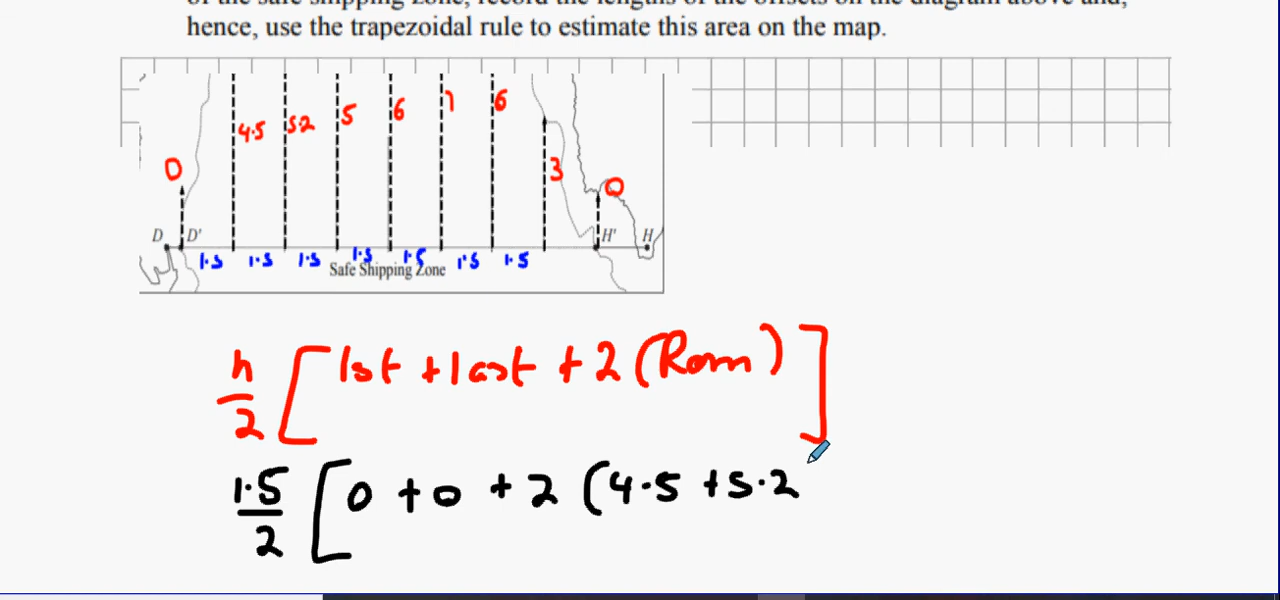 hence, use the trapezoidal rule to estimate this area on the map.
4.5 5.2 5 6 7 6
0 3 0
D D' H' H
1.5 1.5 1.5 1.5 1.5 1.5 1.5
Safe Shipping Zone
h/2 [1st + last + 2 (Rom)]
1.5/2 [0 + 0 + 2 (4.5 + 5.2